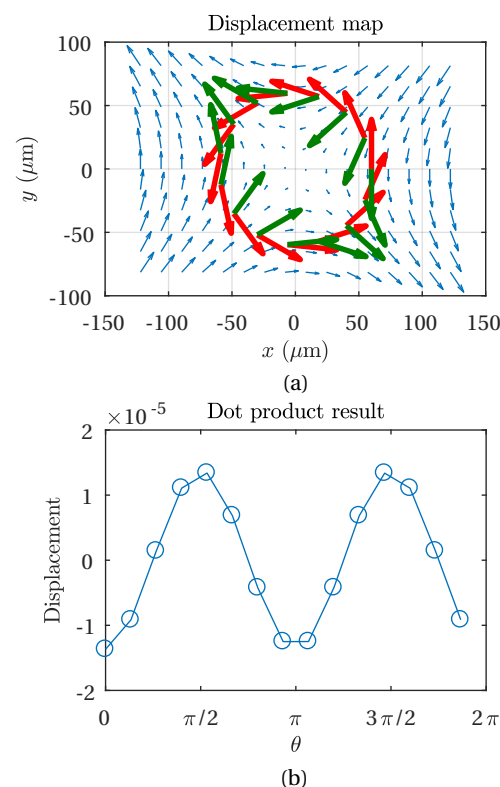 Displacement map
100
50
0
-50
-100
y (μm)
-150 -100 -50 0 50 100 150
x (μm)
(a)
×10^-5 Dot product result
2
1
0
-1
-2
Displacement
0 π/2 π 3π/2 2π
θ
(b)